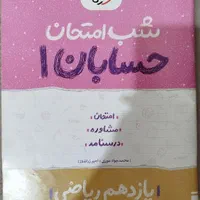 شب امتحان
حسابان ۱
امتحان
مشاوره
درسنامه
یازدهم ریاضی